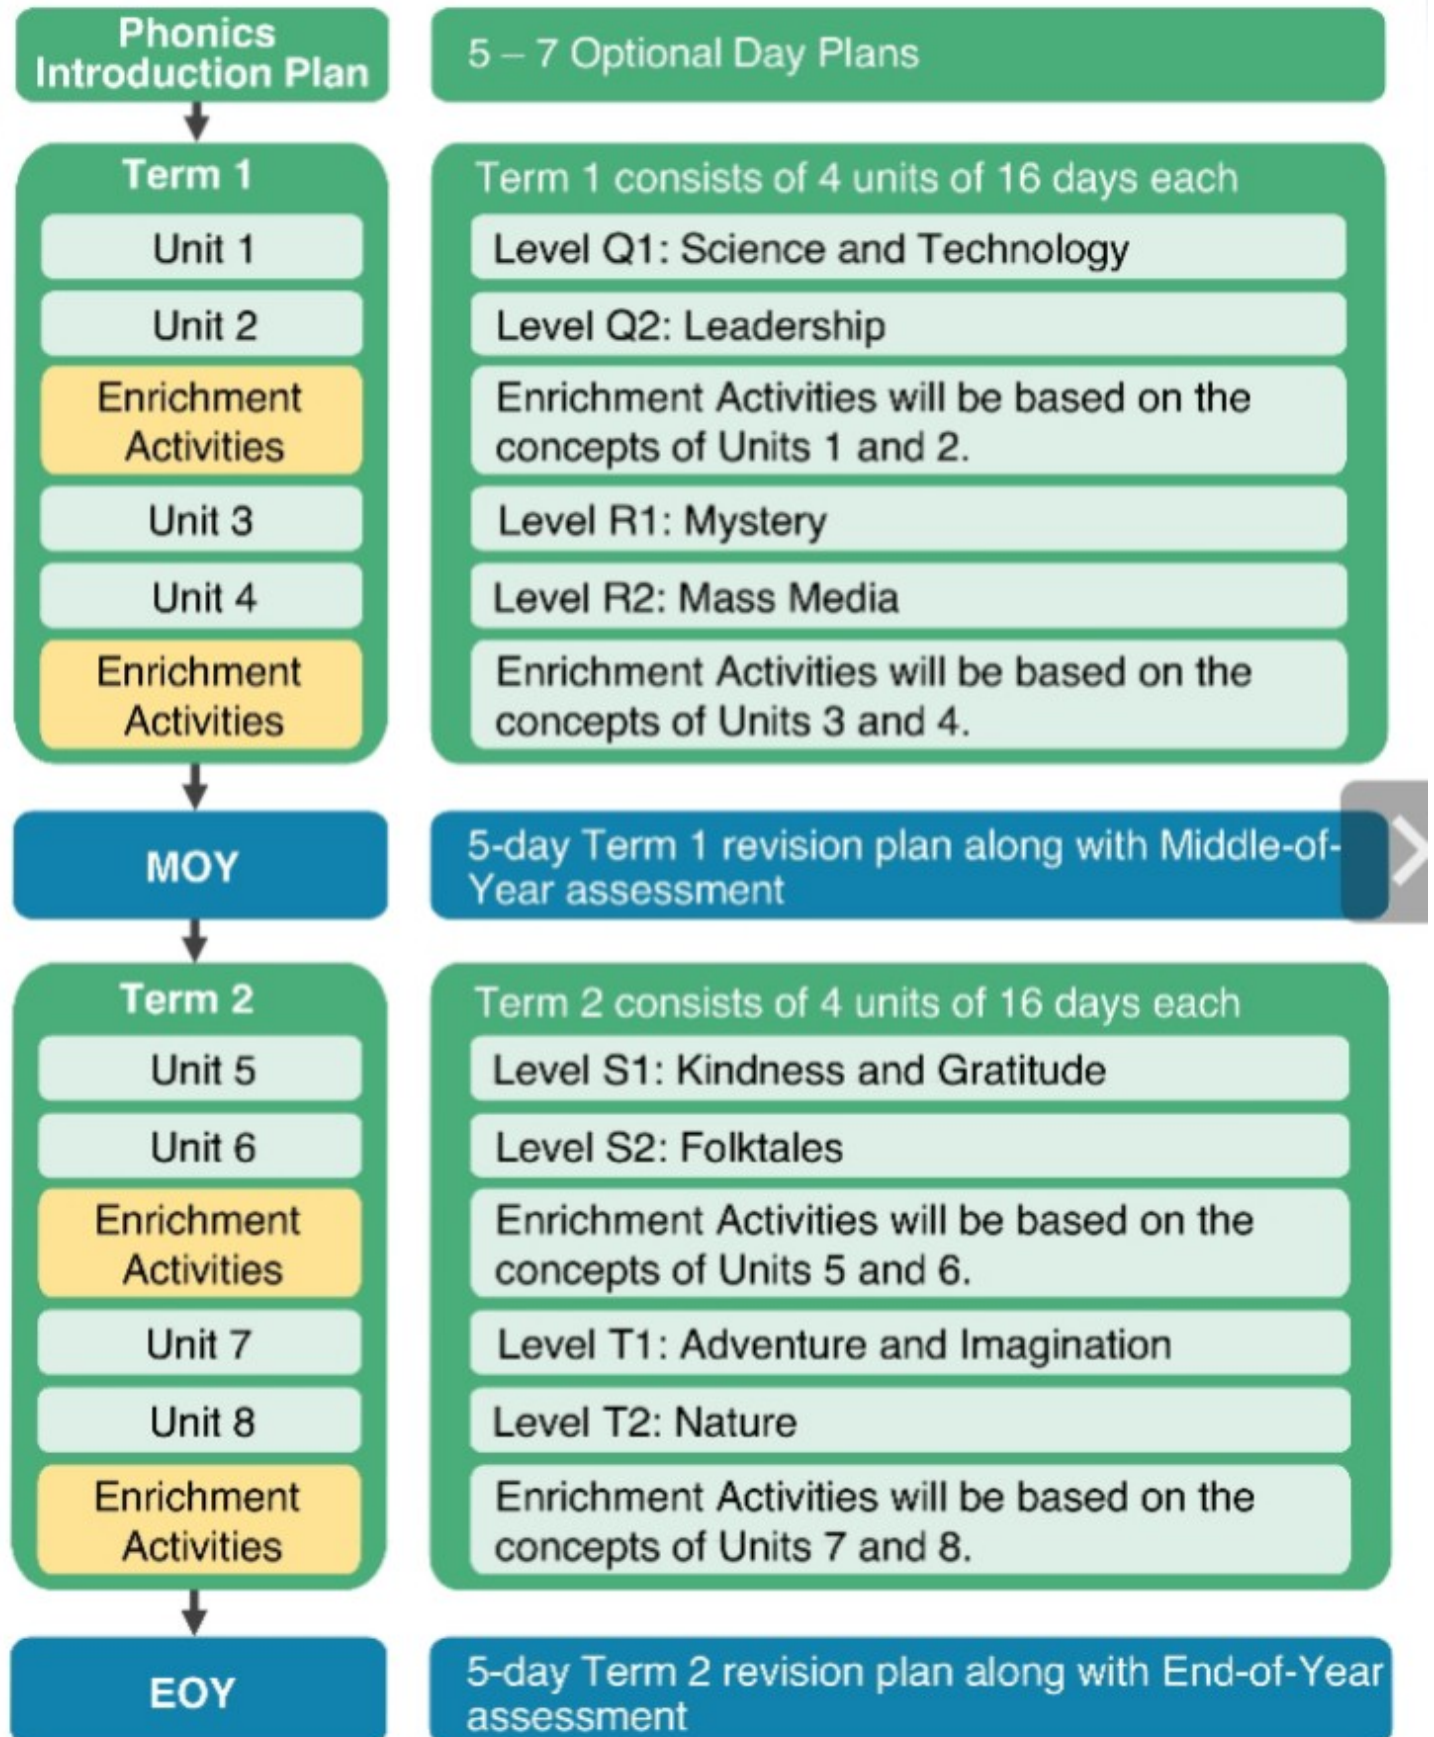 Phonics
Introduction Plan
5 – 7 Optional Day Plans
Term 1
Term 1 consists of 4 units of 16 days each
Unit 1
Level Q1: Science and Technology
Unit 2
Level Q2: Leadership
Enrichment
Activities
Enrichment Activities will be based on the
concepts of Units 1 and 2.
Unit 3
Level R1: Mystery
Unit 4
Level R2: Mass Media
Enrichment
Activities
Enrichment Activities will be based on the
concepts of Units 3 and 4.
MOY
5-day Term 1 revision plan along with Middle-of-
Year assessment
Term 2
Term 2 consists of 4 units of 16 days each
Unit 5
Level S1: Kindness and Gratitude
Unit 6
Level S2: Folktales
Enrichment
Activities
Enrichment Activities will be based on the
concepts of Units 5 and 6.
Unit 7
Level T1: Adventure and Imagination
Unit 8
Level T2: Nature
Enrichment
Activities
Enrichment Activities will be based on the
concepts of Units 7 and 8.
EOY
5-day Term 2 revision plan along with End-of-Year
assessment